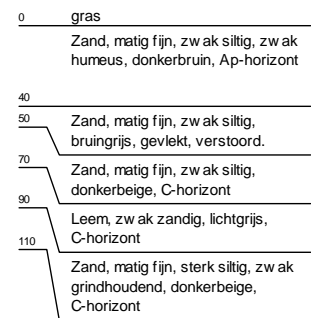 0 gras
Zand, matig fijn, zwak siltig, zwak
humeus, donkerbruin, Ap-horizont
40
50 Zand, matig fijn, zwak siltig,
bruingrijs, gevlekt, verstoord.
70 Zand, matig fijn, zwak siltig,
donkerbeige, C-horizont
90 Leem, zwak zandig, lichtgrijs,
C-horizont
110
Zand, matig fijn, sterk siltig, zwak
grindhoudend, donkerbeige,
C-horizont